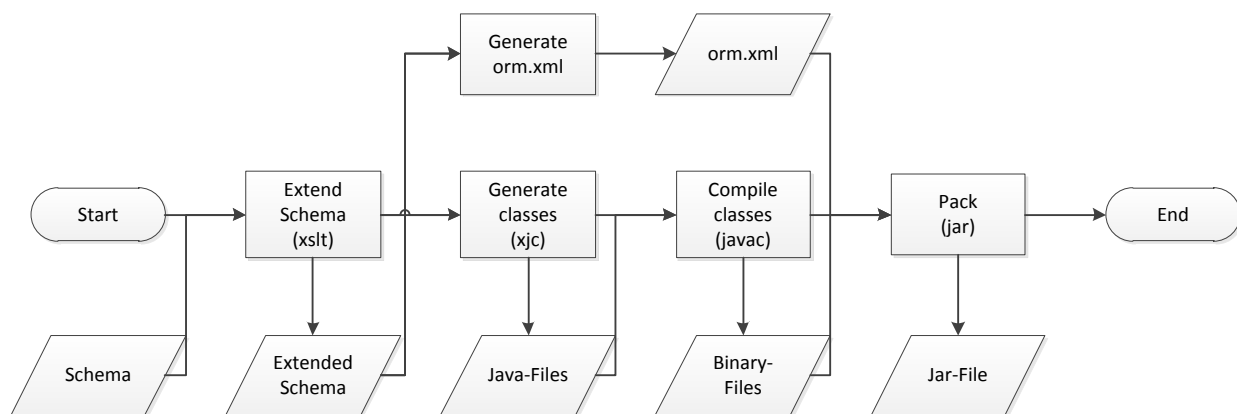 Generate
orm.xml
orm.xml
Start
Extend
Schema
(xslt)
Generate
classes
(xjc)
Compile
classes
(javac)
Pack
(jar)
End
Schema
Extended
Schema
Java-Files
Binary-
Files
Jar-File